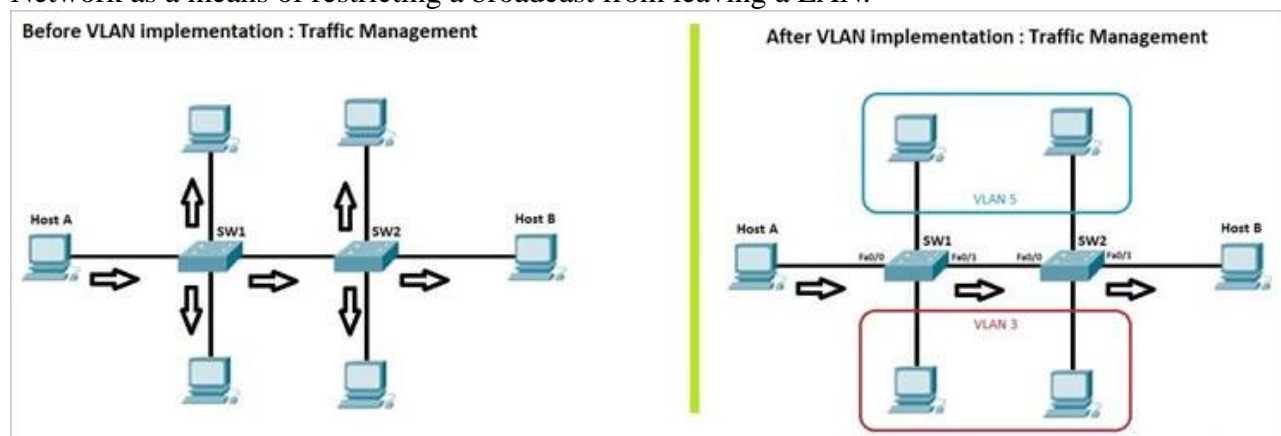 Network as a means of restricting a broadcast from leaving a LAN.
Before VLAN implementation : Traffic Management
After VLAN implementation : Traffic Management
VLAN 5
Host A
SW1
SW2
Host B
Host A
SW1
SW2
Host B
Fa0/0
Fa0/1
Fa0/0
Fa0/1
VLAN 3